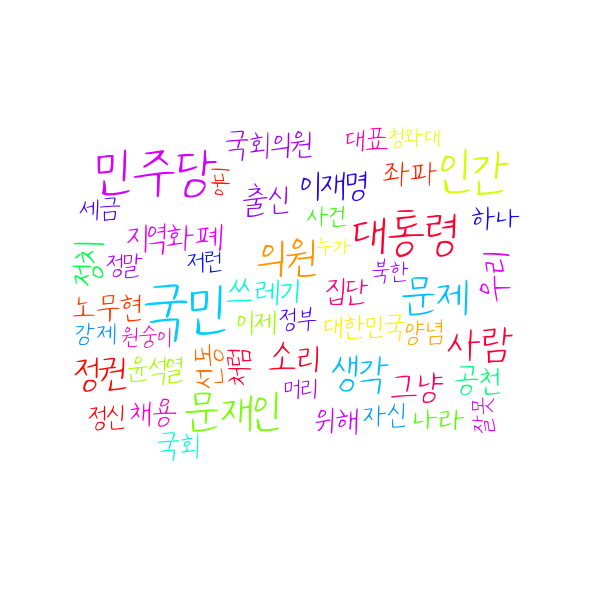 국회의원
대표
청와대
민주당
이재명
좌파
인간
출신
세금
사건
하나
지역화폐
대통령
누가
의원
정치
정말
저런
북한
우리
쓰레기
집단
문제
노무현
국민
이제
정부
대한민국
양념
강제
원숭이
사람
소리
정권
윤석열
선동
처럼
생각
그냥
공천
머리
정신
채용
문재인
위해
자신
나라
잘못
국회